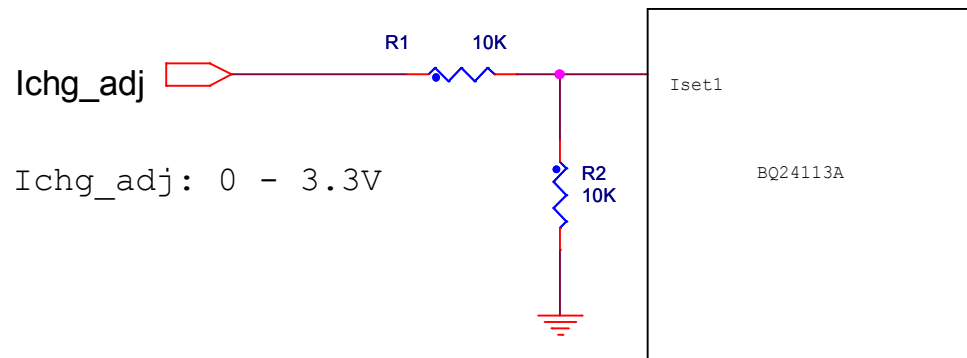 R1 10K
Ichg_adj
Iset1
Ichg_adj: 0 - 3.3V
R2
10K
BQ24113A